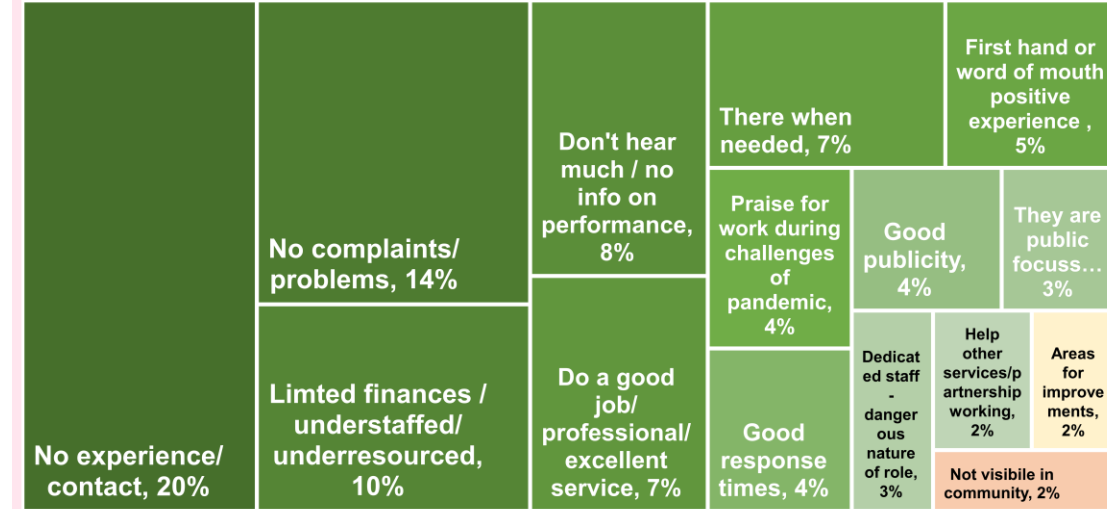 No experience/
contact, 20%
No complaints/
problems, 14%
Limted finances /
understaffed/
underresourced,
10%
Don't hear
much / no
info on
performance,
8%
Do a good
job/
professional/
excellent
service, 7%
There when
needed, 7%
First hand or
word of mouth
positive
experience ,
5%
Praise for
work during
challenges
of
pandemic,
4%
Good
response
times, 4%
Good
publicity,
4%
They are
public
focuss…
3%
Dedicat
ed staff
-
danger
ous
nature
of role,
3%
Help
other
services/p
artnership
working,
2%
Areas
for
improve
ments,
2%
Not visibile in
community, 2%